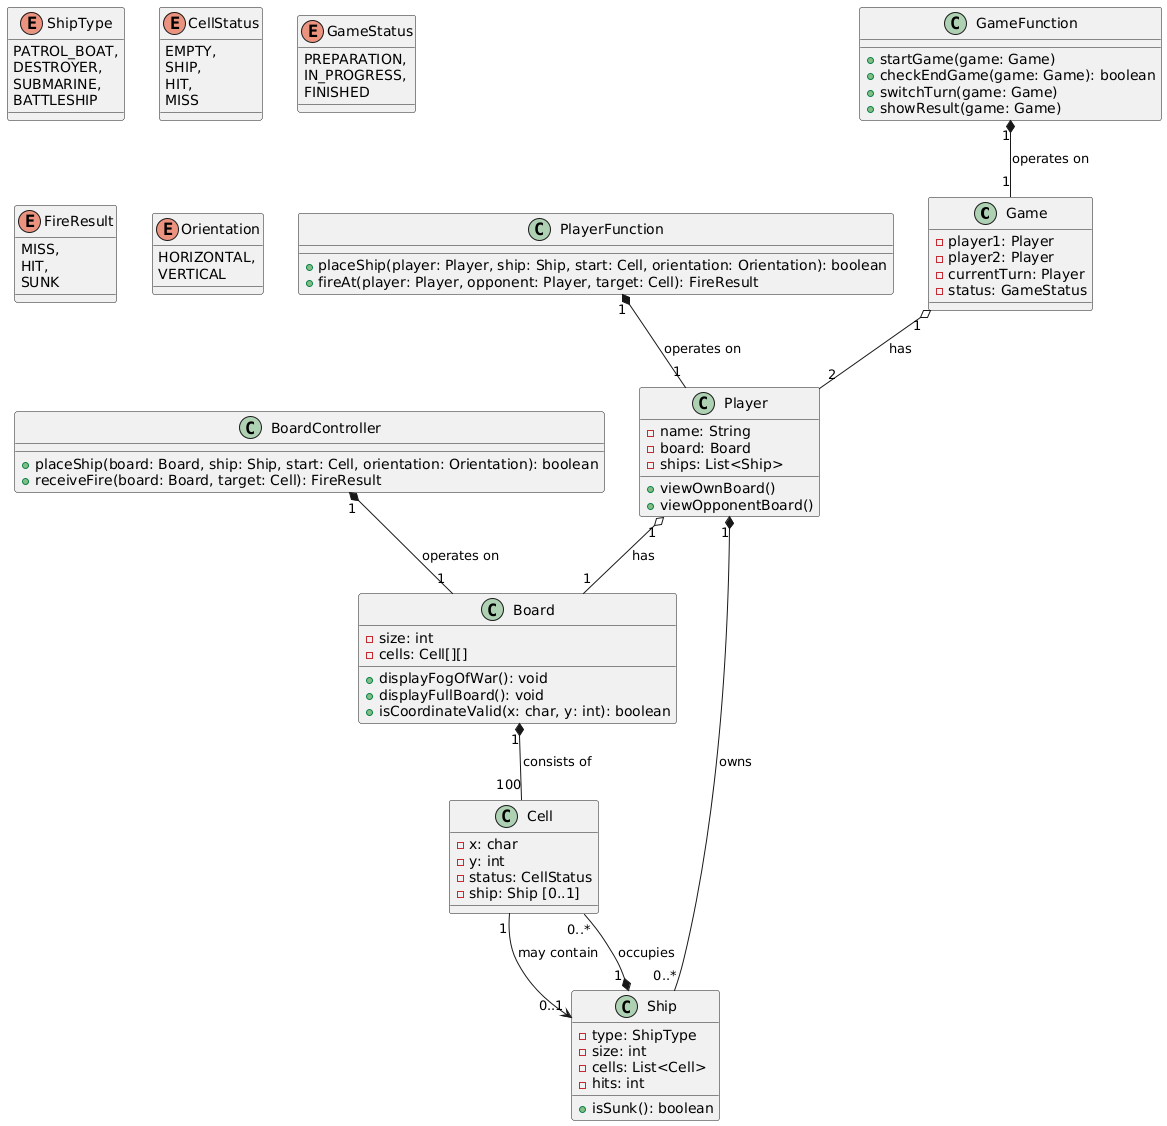 E ShipType
PATROL_BOAT,
DESTROYER,
SUBMARINE,
BATTLESHIP
E CellStatus
EMPTY,
SHIP,
HIT,
MISS
E GameStatus
PREPARATION,
IN_PROGRESS,
FINISHED
C GameFunction
startGame(game: Game)
checkEndGame(game: Game): boolean
switchTurn(game: Game)
showResult(game: Game)
1
operates on
1
E FireResult
MISS,
HIT,
SUNK
E Orientation
HORIZONTAL,
VERTICAL
C PlayerFunction
placeShip(player: Player, ship: Ship, start: Cell, orientation: Orientation): boolean
fireAt(player: Player, opponent: Player, target: Cell): FireResult
C Game
player1: Player
player2: Player
currentTurn: Player
status: GameStatus
1
operates on
1
1
has
2
C BoardController
placeShip(board: Board, ship: Ship, start: Cell, orientation: Orientation): boolean
receiveFire(board: Board, target: Cell): FireResult
C Player
name: String
board: Board
ships: List<Ship>
viewOwnBoard()
viewOpponentBoard()
1
operates on
1
1
has
1
1
owns
0..*
C Board
size: int
cells: Cell[][]
displayFogOfWar(): void
displayFullBoard(): void
isCoordinateValid(x: char, y: int): boolean
1
consists of
100
C Cell
x: char
y: int
status: CellStatus
ship: Ship [0..1]
1
may contain
0..1
0..*
occupies
1
C Ship
type: ShipType
size: int
cells: List<Cell>
hits: int
isSunk(): boolean